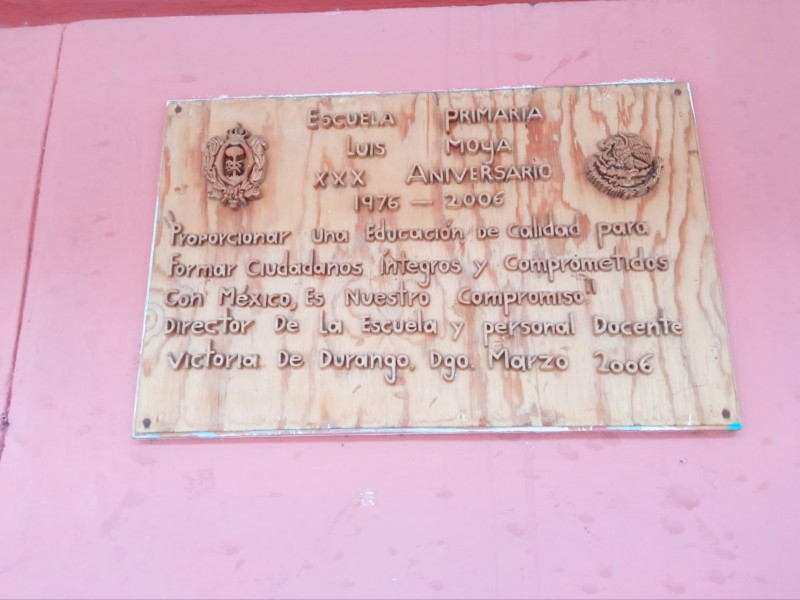 ESCUELA PRIMARIA
LUIS MOYA
XXX ANIVERSARIO
1976 — 2006
"Proporcionar una Educación de calidad para
Formar Ciudadanos Íntegros y Comprometidos
Con México, Es Nuestro Compromiso"
Director De La Escuela y personal Docente
Victoria De Durango, Dgo. Marzo 2006